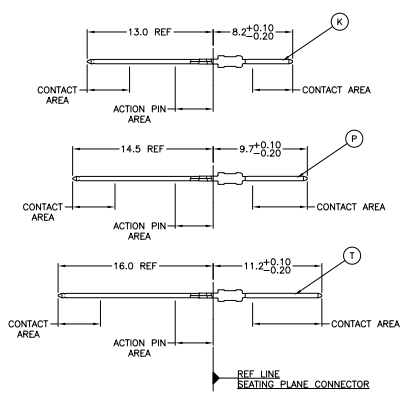 K
13.0 REF
8.2+0.10
-0.20
CONTACT
AREA
ACTION PIN
AREA
CONTACT AREA
P
14.5 REF
9.7+0.10
-0.20
CONTACT
AREA
ACTION PIN
AREA
CONTACT AREA
T
16.0 REF
11.2+0.10
-0.20
CONTACT
AREA
ACTION PIN
AREA
CONTACT AREA
REF LINE
SEATING PLANE CONNECTOR